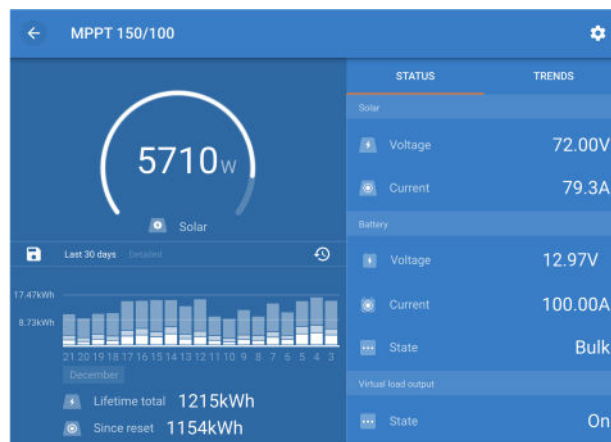 MPPT 150/100
5710W
Solar
Last 30 days Detailed
17.47kWh
8.73kWh
21 20 19 18 17 16 15 14 13 12 11 10 9 8 7 6 5 4 3
December
Lifetime total 1215kWh
Since reset 1154kWh
STATUS TRENDS
Solar
Voltage 72.00V
Current 79.3A
Battery
Voltage 12.97V
Current 100.00A
State Bulk
Virtual load output
State On